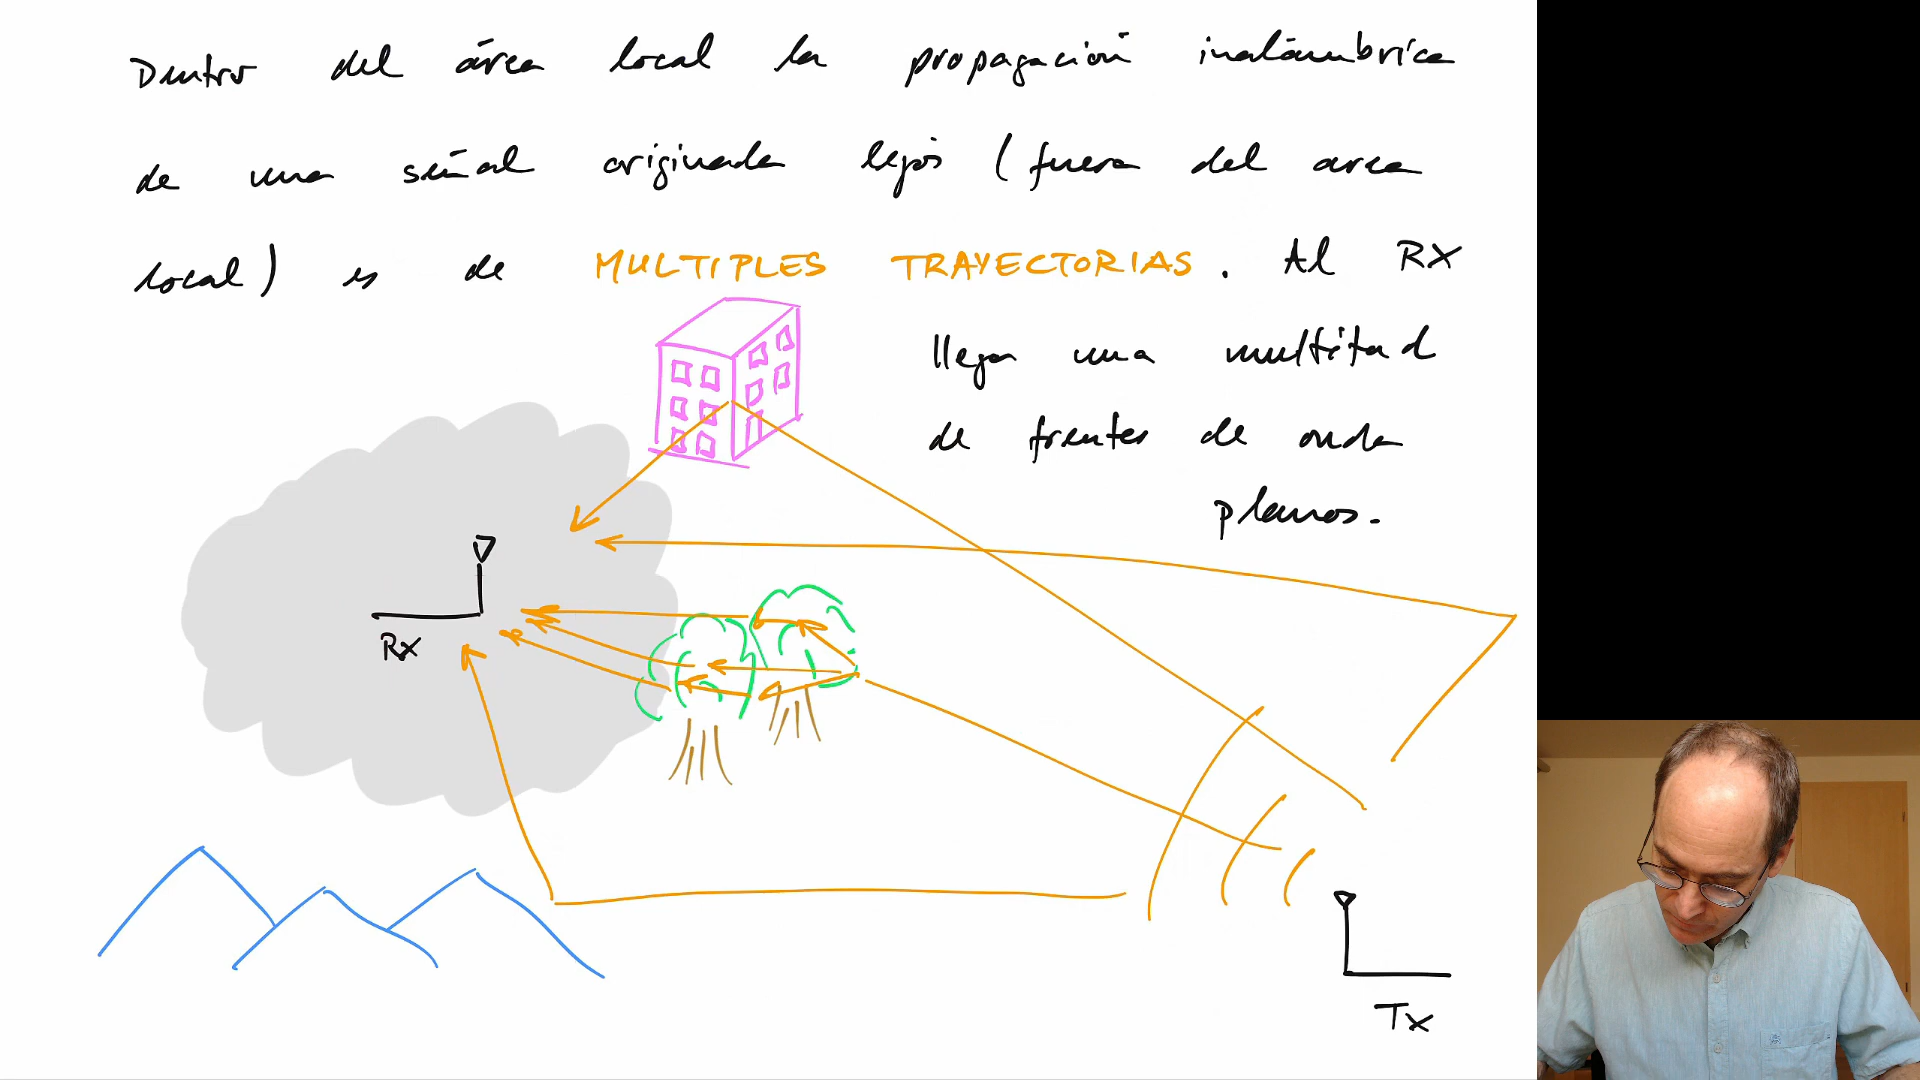 Dentro del área local la propagación inalámbrica
de una señal originada lejos (fuera del area
local) es de MULTIPLES TRAYECTORIAS. Al RX
llega una multitud
de frentes de onda
planos.
Rx
Tx